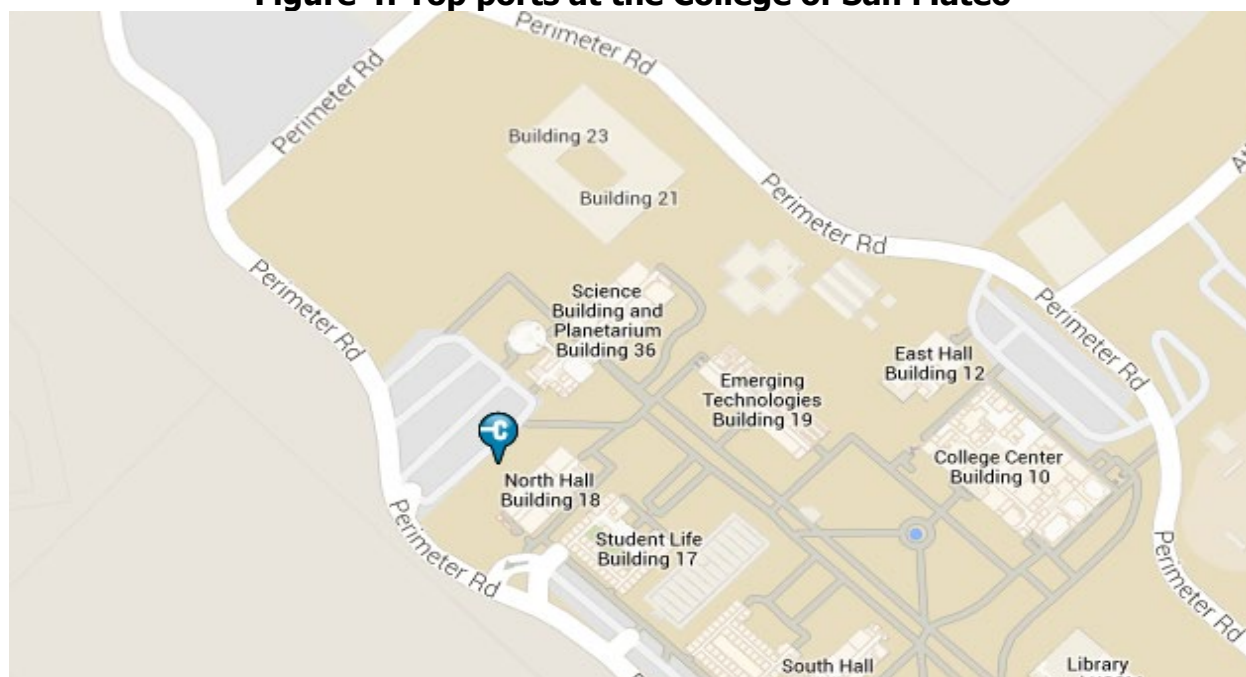 Perimeter Rd
Perimeter Rd
Building 23
Building 21
Perimeter Rd
Perimeter Rd
Science
Building and
Planetarium
Building 36
Perimeter Rd
East Hall
Building 12
Emerging
Technologies
Building 19
C
College Center
Building 10
North Hall
Building 18
Perimeter Rd
Student Life
Building 17
Perimeter Rd
South Hall
Library